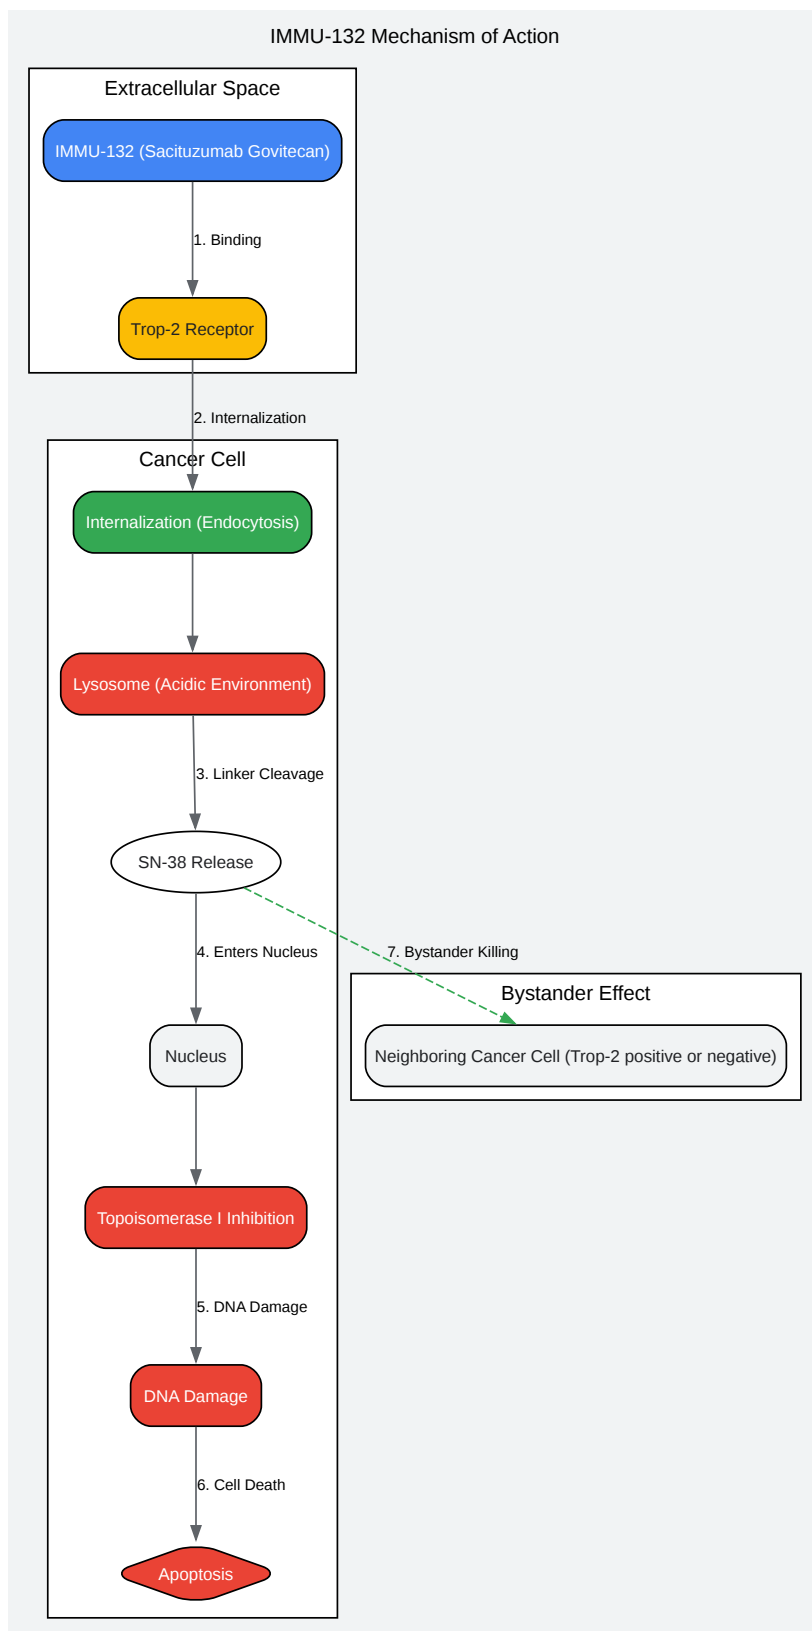 IMMU-132 Mechanism of Action
Extracellular Space
IMMU-132 (Sacituzumab Govitecan)
1. Binding
Trop-2 Receptor
2. Internalization
Cancer Cell
Internalization (Endocytosis)
Lysosome (Acidic Environment)
3. Linker Cleavage
SN-38 Release
4. Enters Nucleus
7. Bystander Killing
Bystander Effect
Nucleus
Neighboring Cancer Cell (Trop-2 positive or negative)
Topoisomerase I Inhibition
5. DNA Damage
DNA Damage
6. Cell Death
Apoptosis